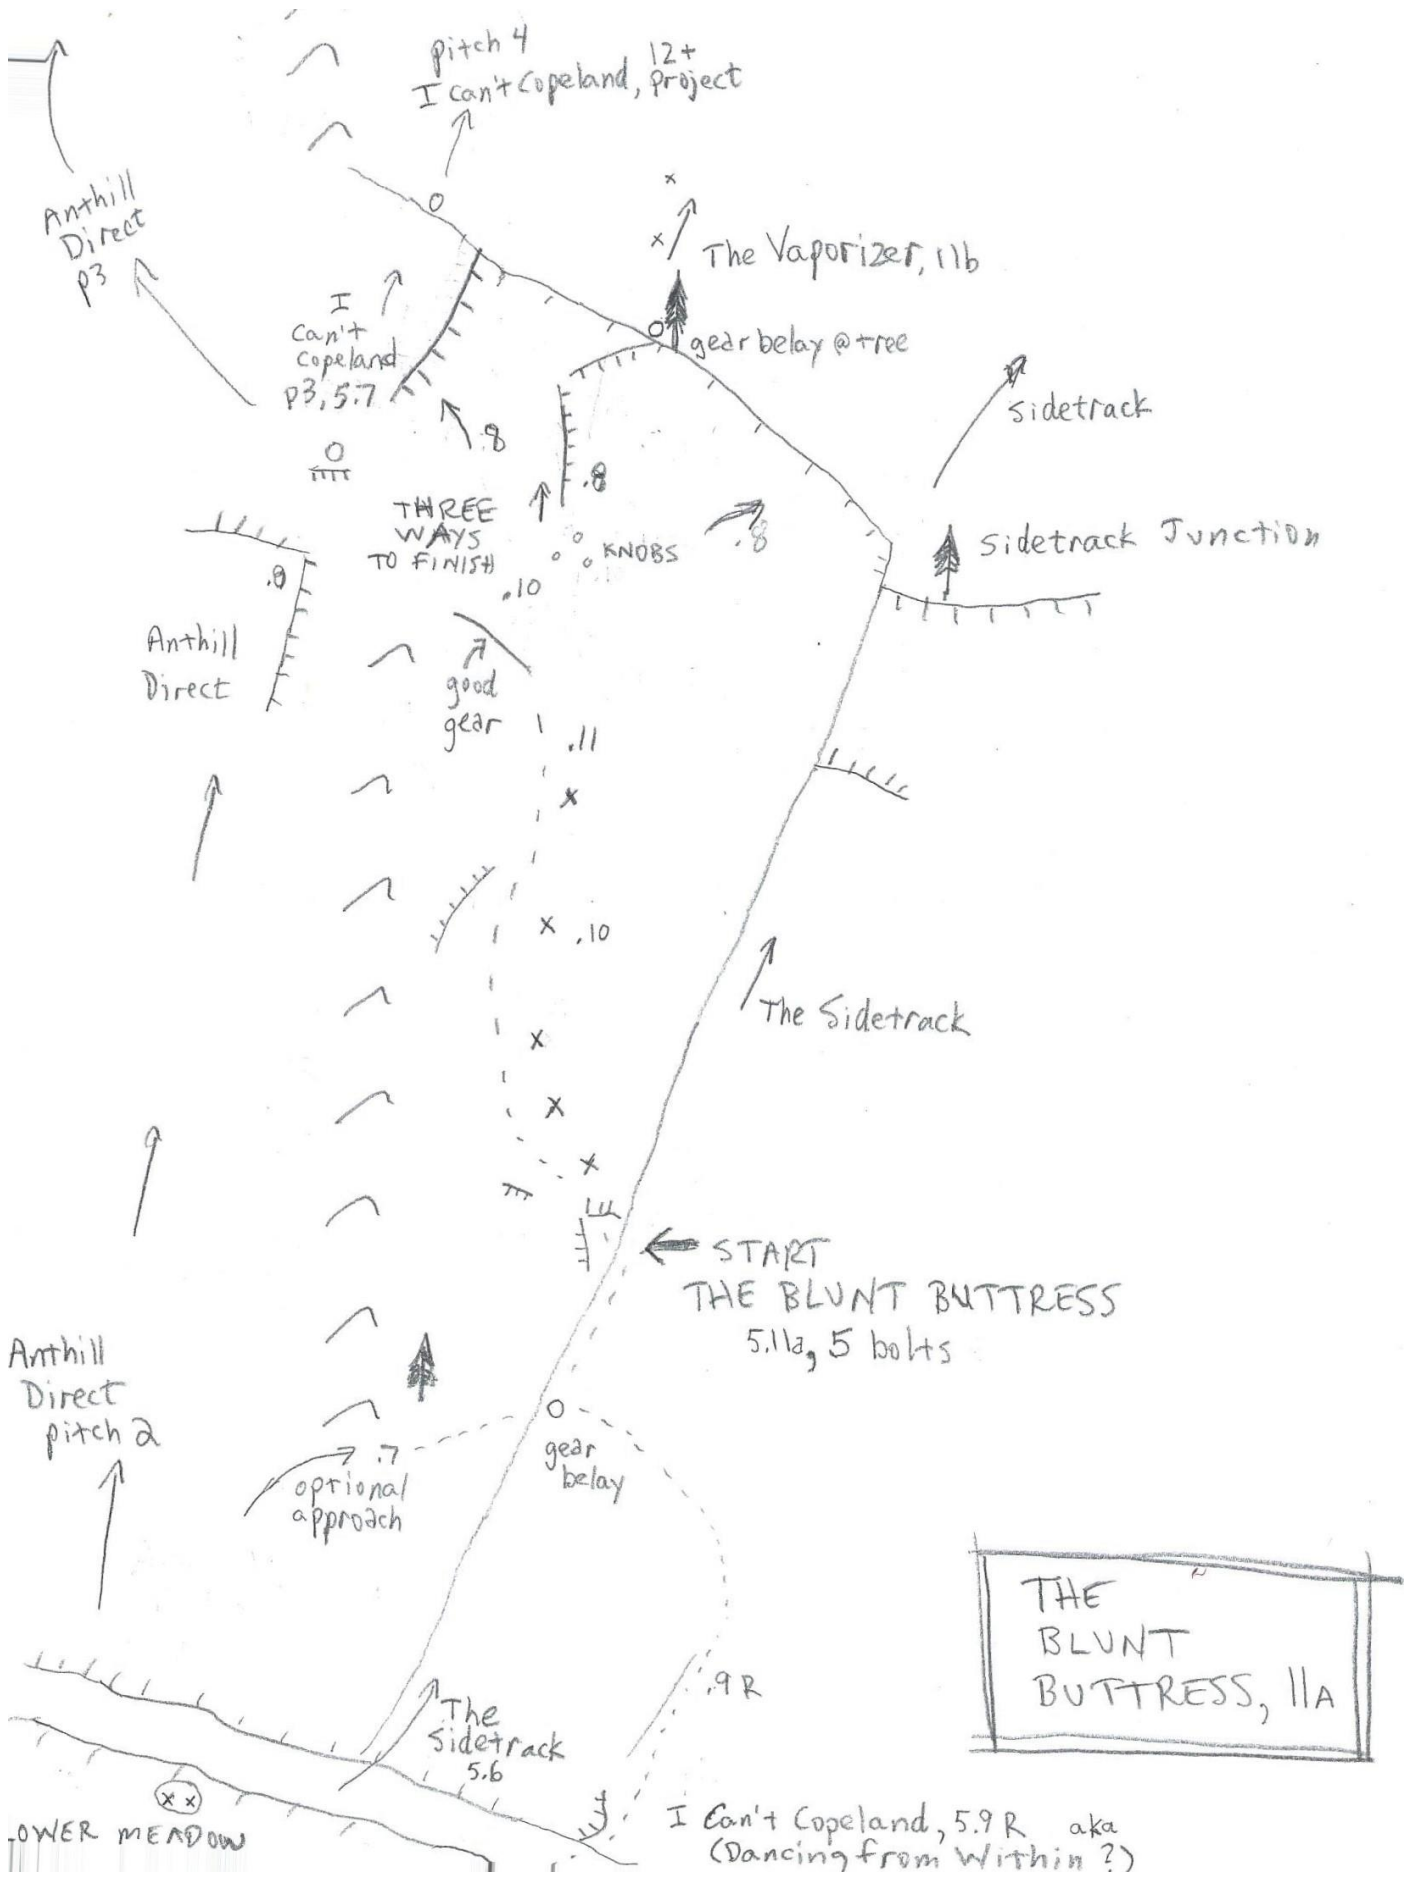 pitch 4
12+
I can't Copeland, project
Anthill
Direct
p3
The Vaporizer, 11b
I
can't
copeland
p3, 5.7
gear belay @ tree
Sidetrack
.8
.8
THREE
WAYS
TO FINISH
KNOBS
.8
Sidetrack Junction
.10
.8
Anthill
Direct
good
gear
.11
.10
The Sidetrack
START
THE BLUNT BUTTRESS
5.11a, 5 bolts
Anthill
Direct
pitch 2
.7
optional
approach
gear
belay
THE
BLUNT
BUTTRESS, 11A
.9 R
The
Sidetrack
5.6
LOWER MEADOW
I Can't Copeland, 5.9 R aka
(Dancing from Within ?)